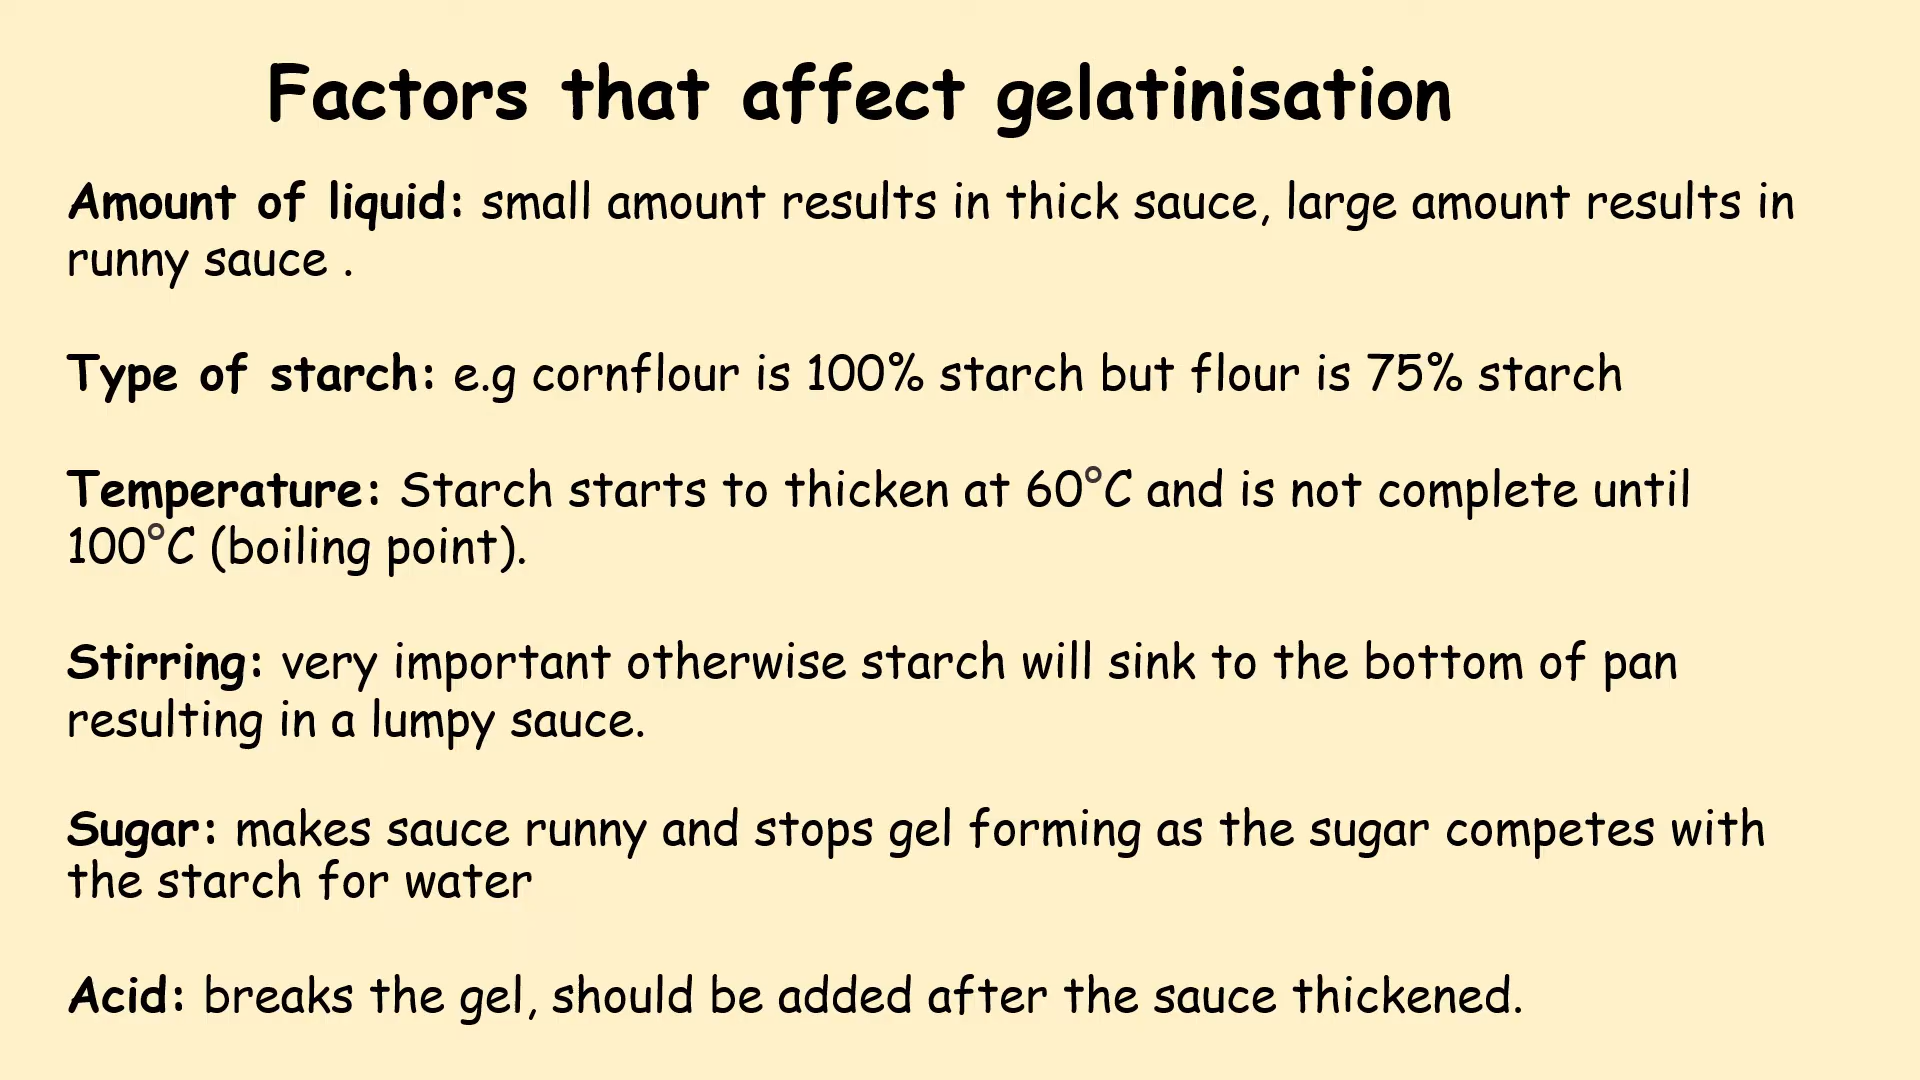 Factors that affect gelatinisation
Amount of liquid: small amount results in thick sauce, large amount results in
runny sauce .
Type of starch: e.g cornflour is 100% starch but flour is 75% starch
Temperature: Starch starts to thicken at 60°C and is not complete until
100°C (boiling point).
Stirring: very important otherwise starch will sink to the bottom of pan
resulting in a lumpy sauce.
Sugar: makes sauce runny and stops gel forming as the sugar competes with
the starch for water
Acid: breaks the gel, should be added after the sauce thickened.